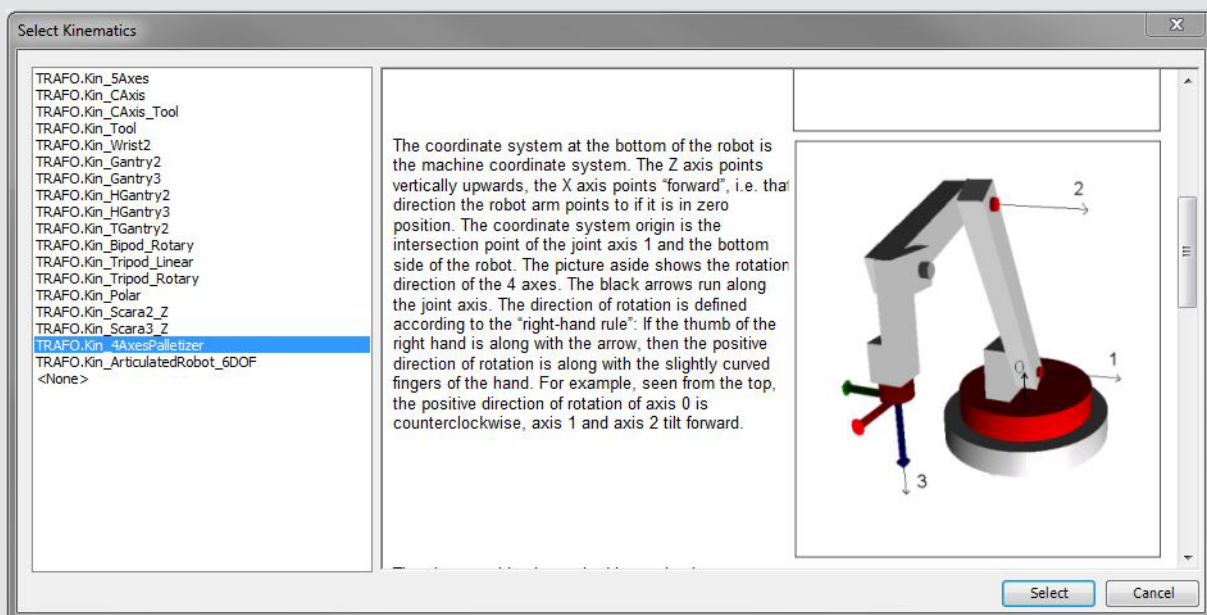 Select Kinematics
TRAFO.Kin_5Axes
TRAFO.Kin_CAxis
TRAFO.Kin_CAxis_Tool
TRAFO.Kin_Tool
TRAFO.Kin_Wrist2
TRAFO.Kin_Gantry2
TRAFO.Kin_Gantry3
TRAFO.Kin_HGantry2
TRAFO.Kin_HGantry3
TRAFO.Kin_TGantry2
TRAFO.Kin_Bipod_Rotary
TRAFO.Kin_Tripod_Linear
TRAFO.Kin_Tripod_Rotary
TRAFO.Kin_Polar
TRAFO.Kin_Scara2_Z
TRAFO.Kin_Scara3_Z
TRAFO.Kin_4AxesPalletizer
TRAFO.Kin_ArticulatedRobot_6DOF
<None>
The coordinate system at the bottom of the robot is
the machine coordinate system. The Z axis points
vertically upwards, the X axis points “forward”, i.e. that
direction the robot arm points to if it is in zero
position. The coordinate system origin is the
intersection point of the joint axis 1 and the bottom
side of the robot. The picture aside shows the rotation
direction of the 4 axes. The black arrows run along
the joint axis. The direction of rotation is defined
according to the “right-hand rule”: If the thumb of the
right hand is along with the arrow, then the positive
direction of rotation is along with the slightly curved
fingers of the hand. For example, seen from the top,
the positive direction of rotation of axis 0 is
counterclockwise, axis 1 and axis 2 tilt forward.
2
0
1
3
Select
Cancel